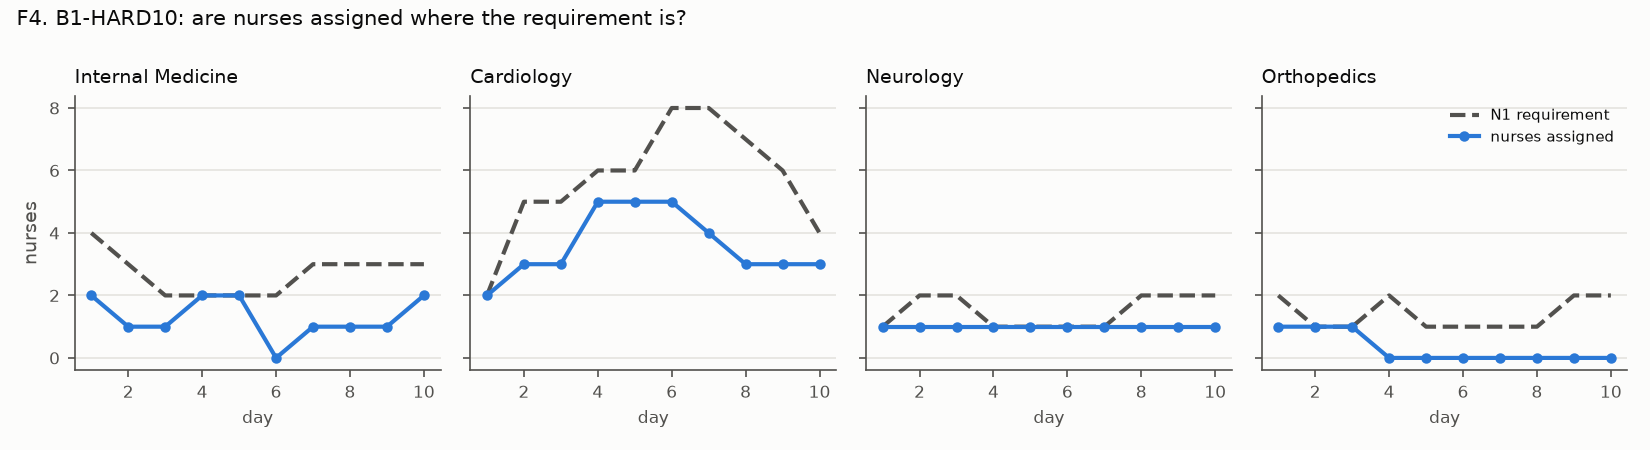 F4. B1-HARD10: are nurses assigned where the requirement is?
Internal Medicine
Cardiology
Neurology
Orthopedics
N1 requirement
nurses assigned
nurses
8
6
4
2
0
2 4 6 8 10
2 4 6 8 10
2 4 6 8 10
2 4 6 8 10
day
day
day
day